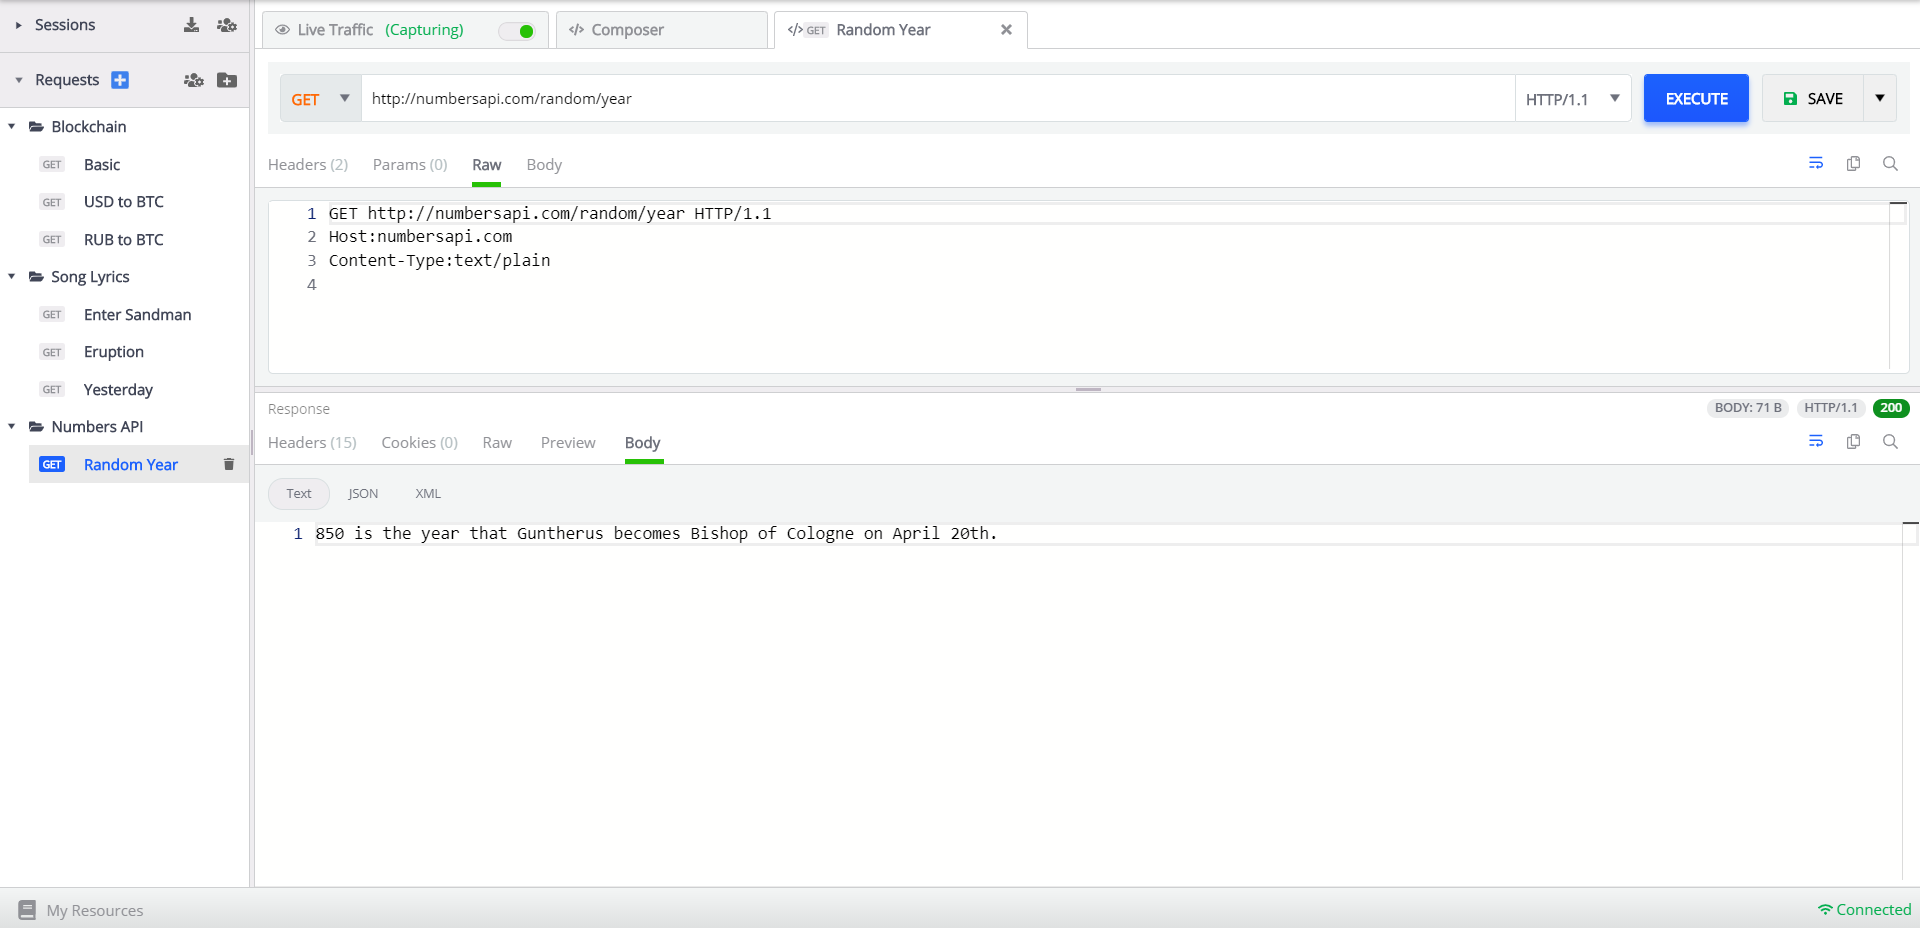 Sessions
Live Traffic (Capturing)
Composer
GET Random Year
Requests
GET
http://numbersapi.com/random/year
HTTP/1.1
EXECUTE
SAVE
Blockchain
GET Basic
GET USD to BTC
GET RUB to BTC
Song Lyrics
GET Enter Sandman
GET Eruption
GET Yesterday
Numbers API
GET Random Year
Headers (2) Params (0) Raw Body
1 GET http://numbersapi.com/random/year HTTP/1.1
2 Host:numbersapi.com
3 Content-Type:text/plain
4
Response
BODY: 71 B HTTP/1.1 200
Headers (15) Cookies (0) Raw Preview Body
Text JSON XML
1 850 is the year that Guntherus becomes Bishop of Cologne on April 20th.
My Resources
Connected